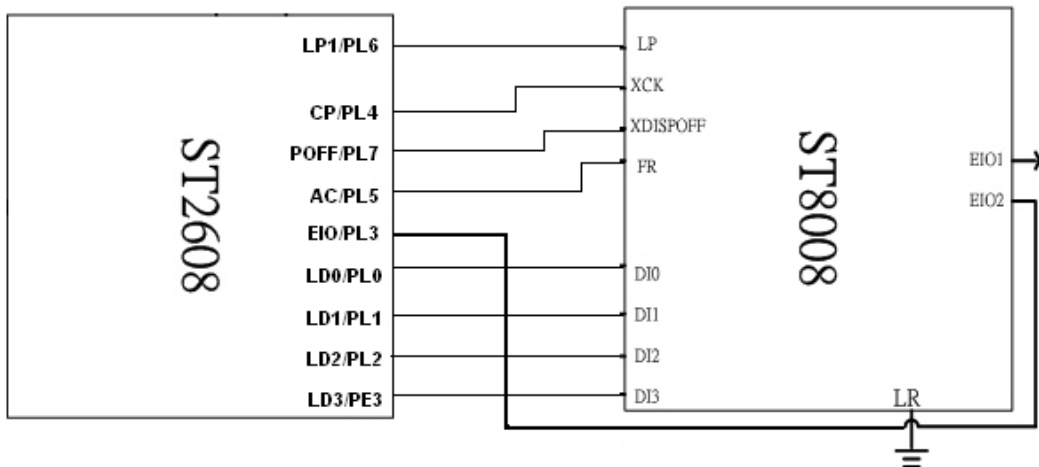 ST2608
LP1/PL6
CP/PL4
POFF/PL7
AC/PL5
EIO/PL3
LD0/PL0
LD1/PL1
LD2/PL2
LD3/PE3
ST8008
LP
XCK
XDISPOFF
FR
DI0
DI1
DI2
DI3
EIO1
EIO2
LR